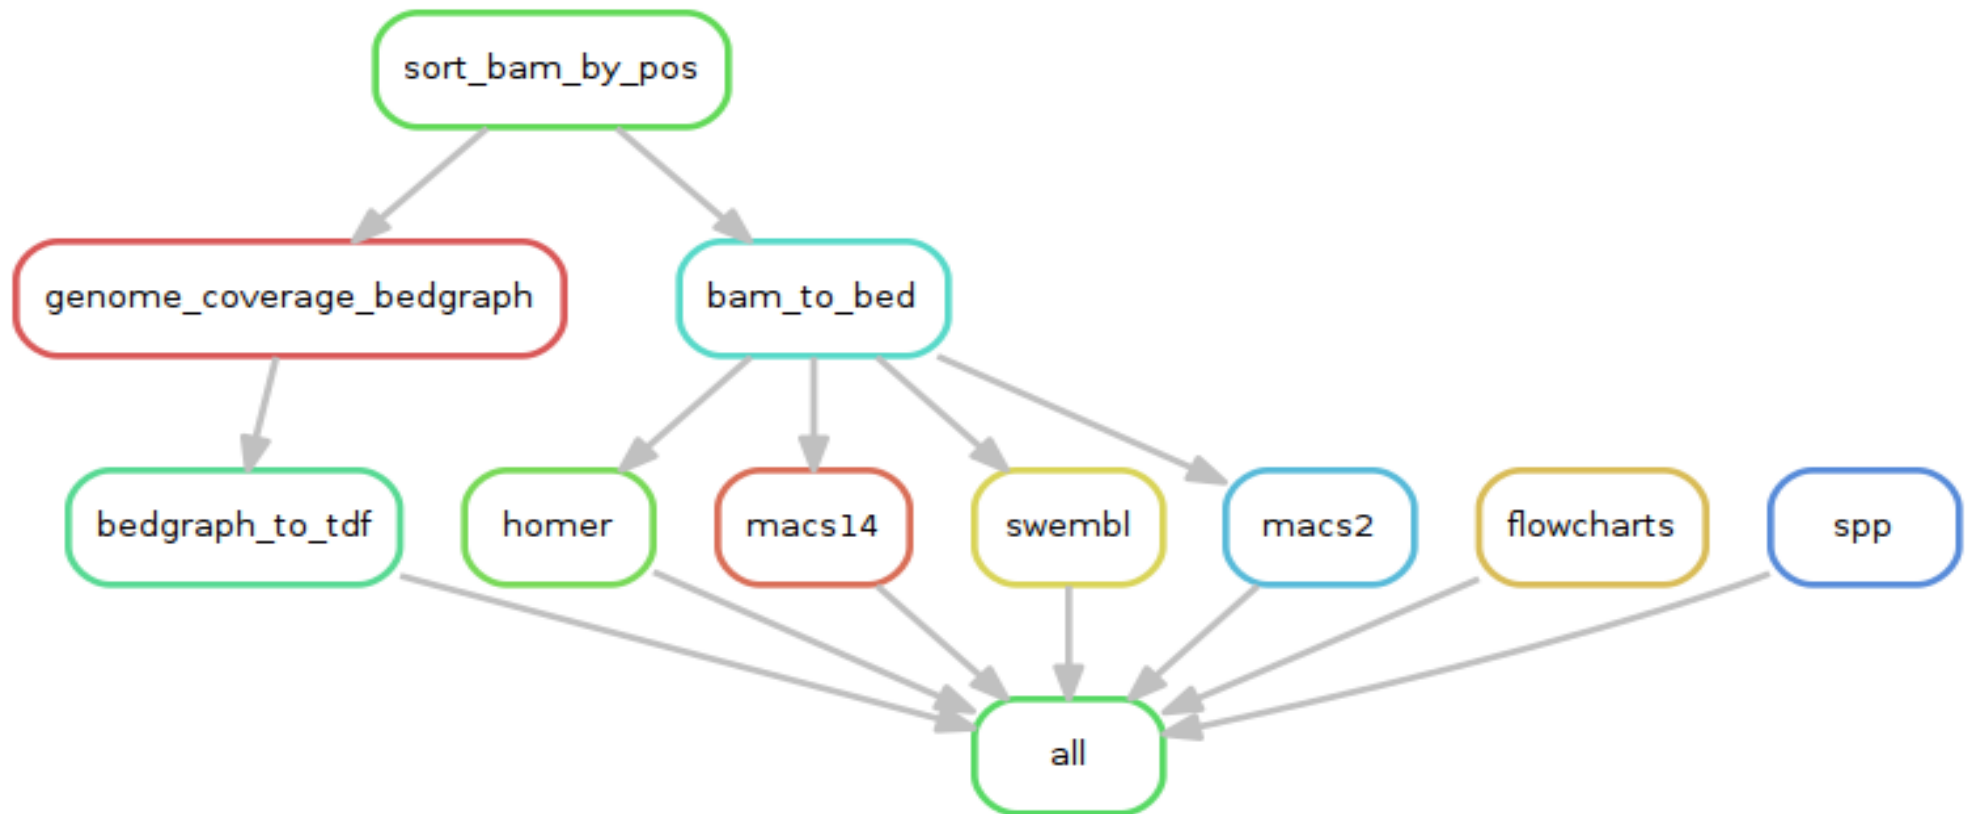 sort_bam_by_pos
genome_coverage_bedgraph
bam_to_bed
bedgraph_to_tdf
homer
macs14
swembl
macs2
flowcharts
spp
all